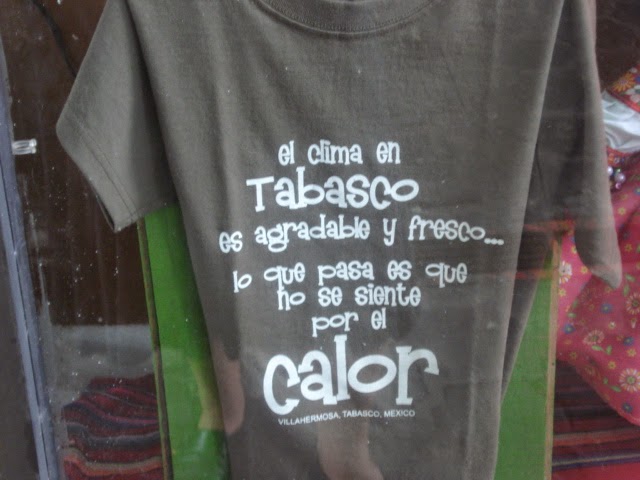 el clima en
Tabasco
es agradable y fresco...
lo que pasa es que
no se siente
por el
calor
VILLAHERMOSA, TABASCO, MEXICO